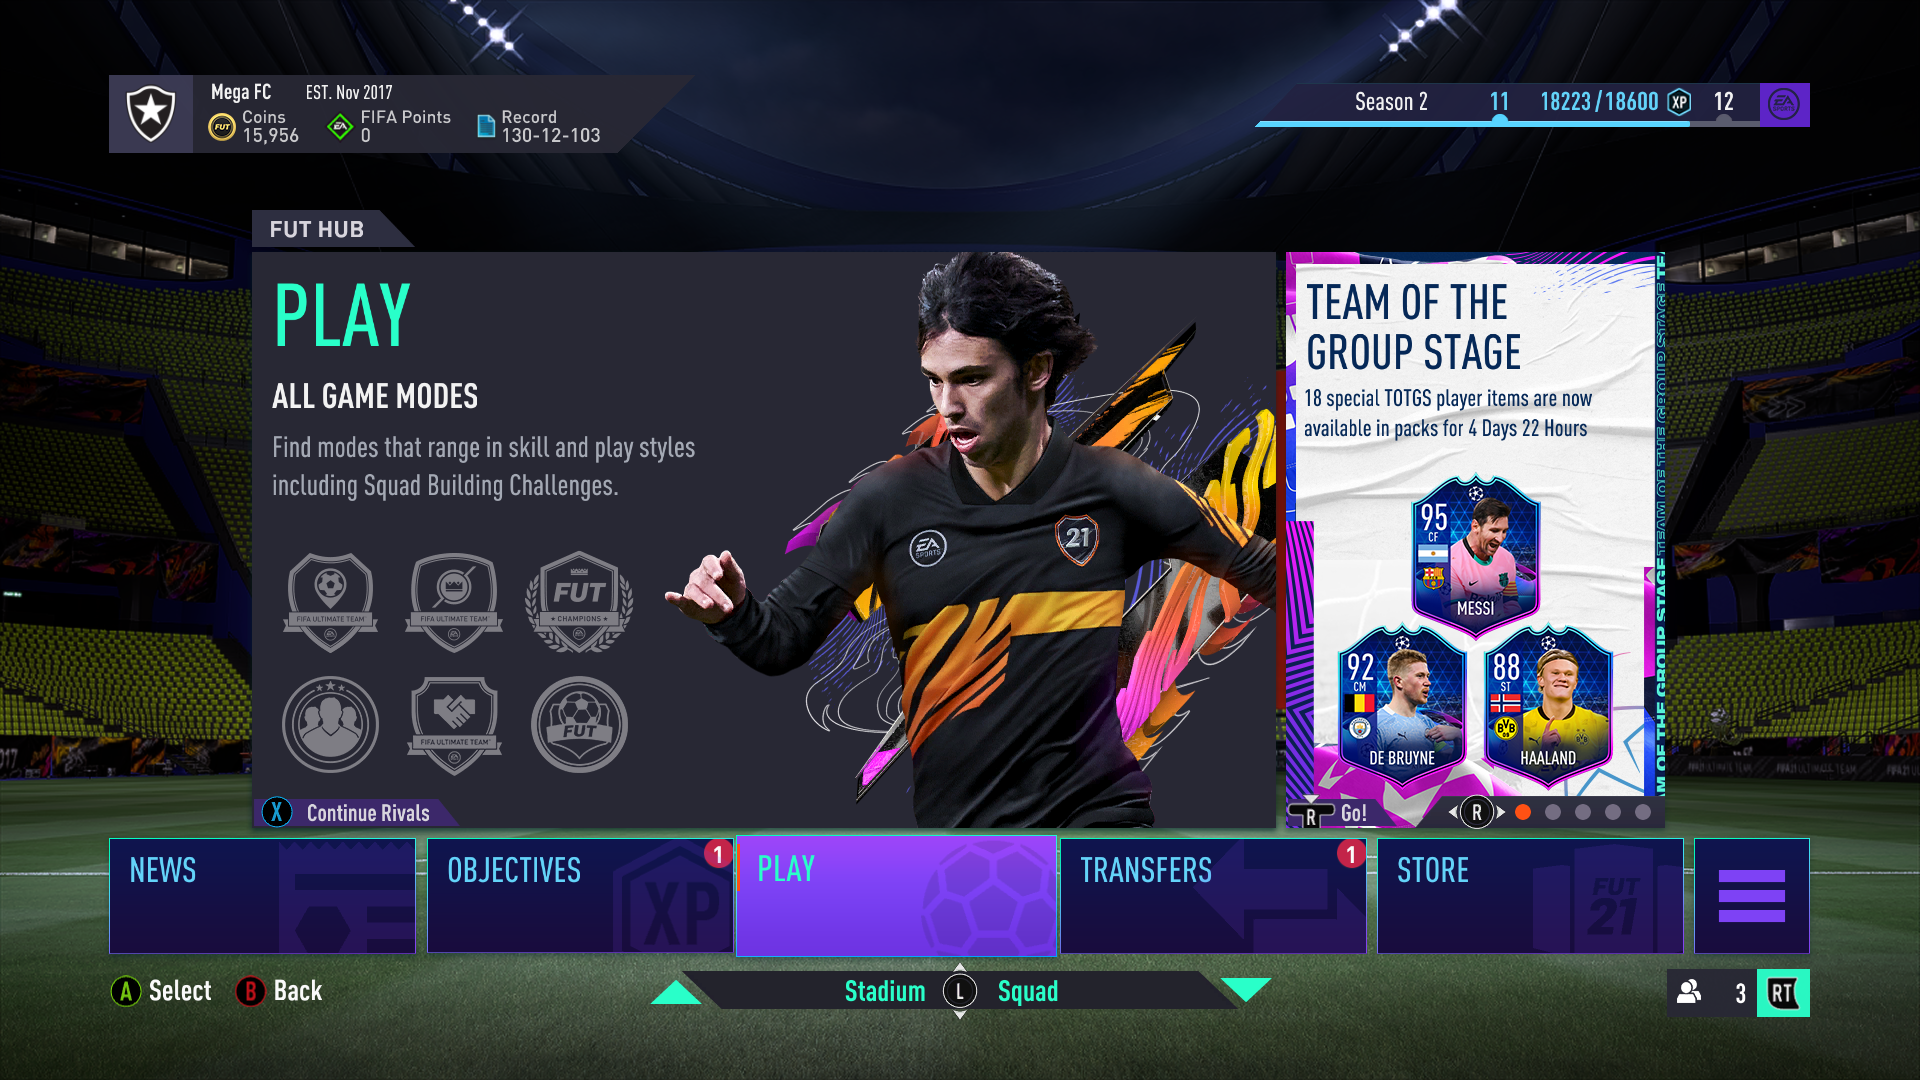 Mega FC EST. Nov 2017
Coins
15,956
FIFA Points
0
Record
130-12-103
Season 2 11 18223/18600 XP 12
FUT HUB
PLAY
ALL GAME MODES
Find modes that range in skill and play styles
including Squad Building Challenges.
FIFA ULTIMATE TEAM
FIFA ULTIMATE TEAM
FUT
CHAMPIONS
FIFA ULTIMATE TEAM
FUT
EA
SPORTS
21
X Continue Rivals
TEAM OF THE
GROUP STAGE
18 special TOTGS player items are now
available in packs for 4 Days 22 Hours
95
CF
MESSI
92
CM
DE BRUYNE
88
ST
BVB
09
HAALAND
TEAM OF THE GROUP STAGE
R Go! R
NEWS
OBJECTIVES 1
XP
PLAY
TRANSFERS 1
STORE
FUT
21
A Select B Back
Stadium L Squad
3 RT